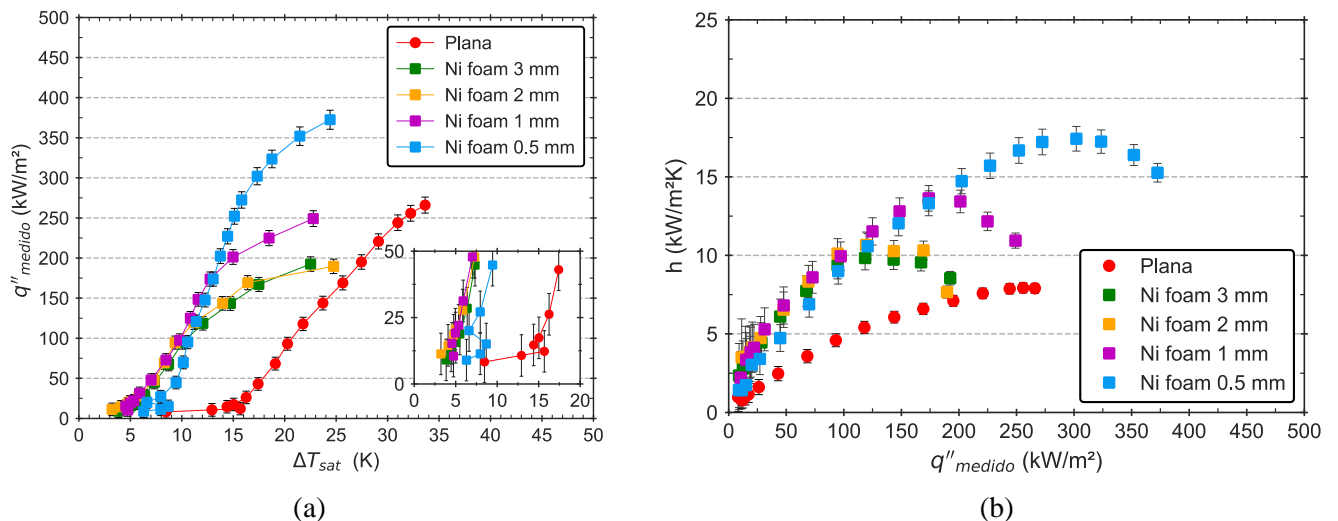 500
450
400
350
300
250
200
150
100
50
0
q″medido (kW/m²)
Plana
Ni foam 3 mm
Ni foam 2 mm
Ni foam 1 mm
Ni foam 0.5 mm
50
25
0
0 5 10 15 20
0 5 10 15 20 25 30 35 40 45 50
ΔTsat (K)
(a)
25
20
15
10
5
0
h (kW/m²K)
Plana
Ni foam 3 mm
Ni foam 2 mm
Ni foam 1 mm
Ni foam 0.5 mm
0 50 100 150 200 250 300 350 400 450 500
q″medido (kW/m²)
(b)